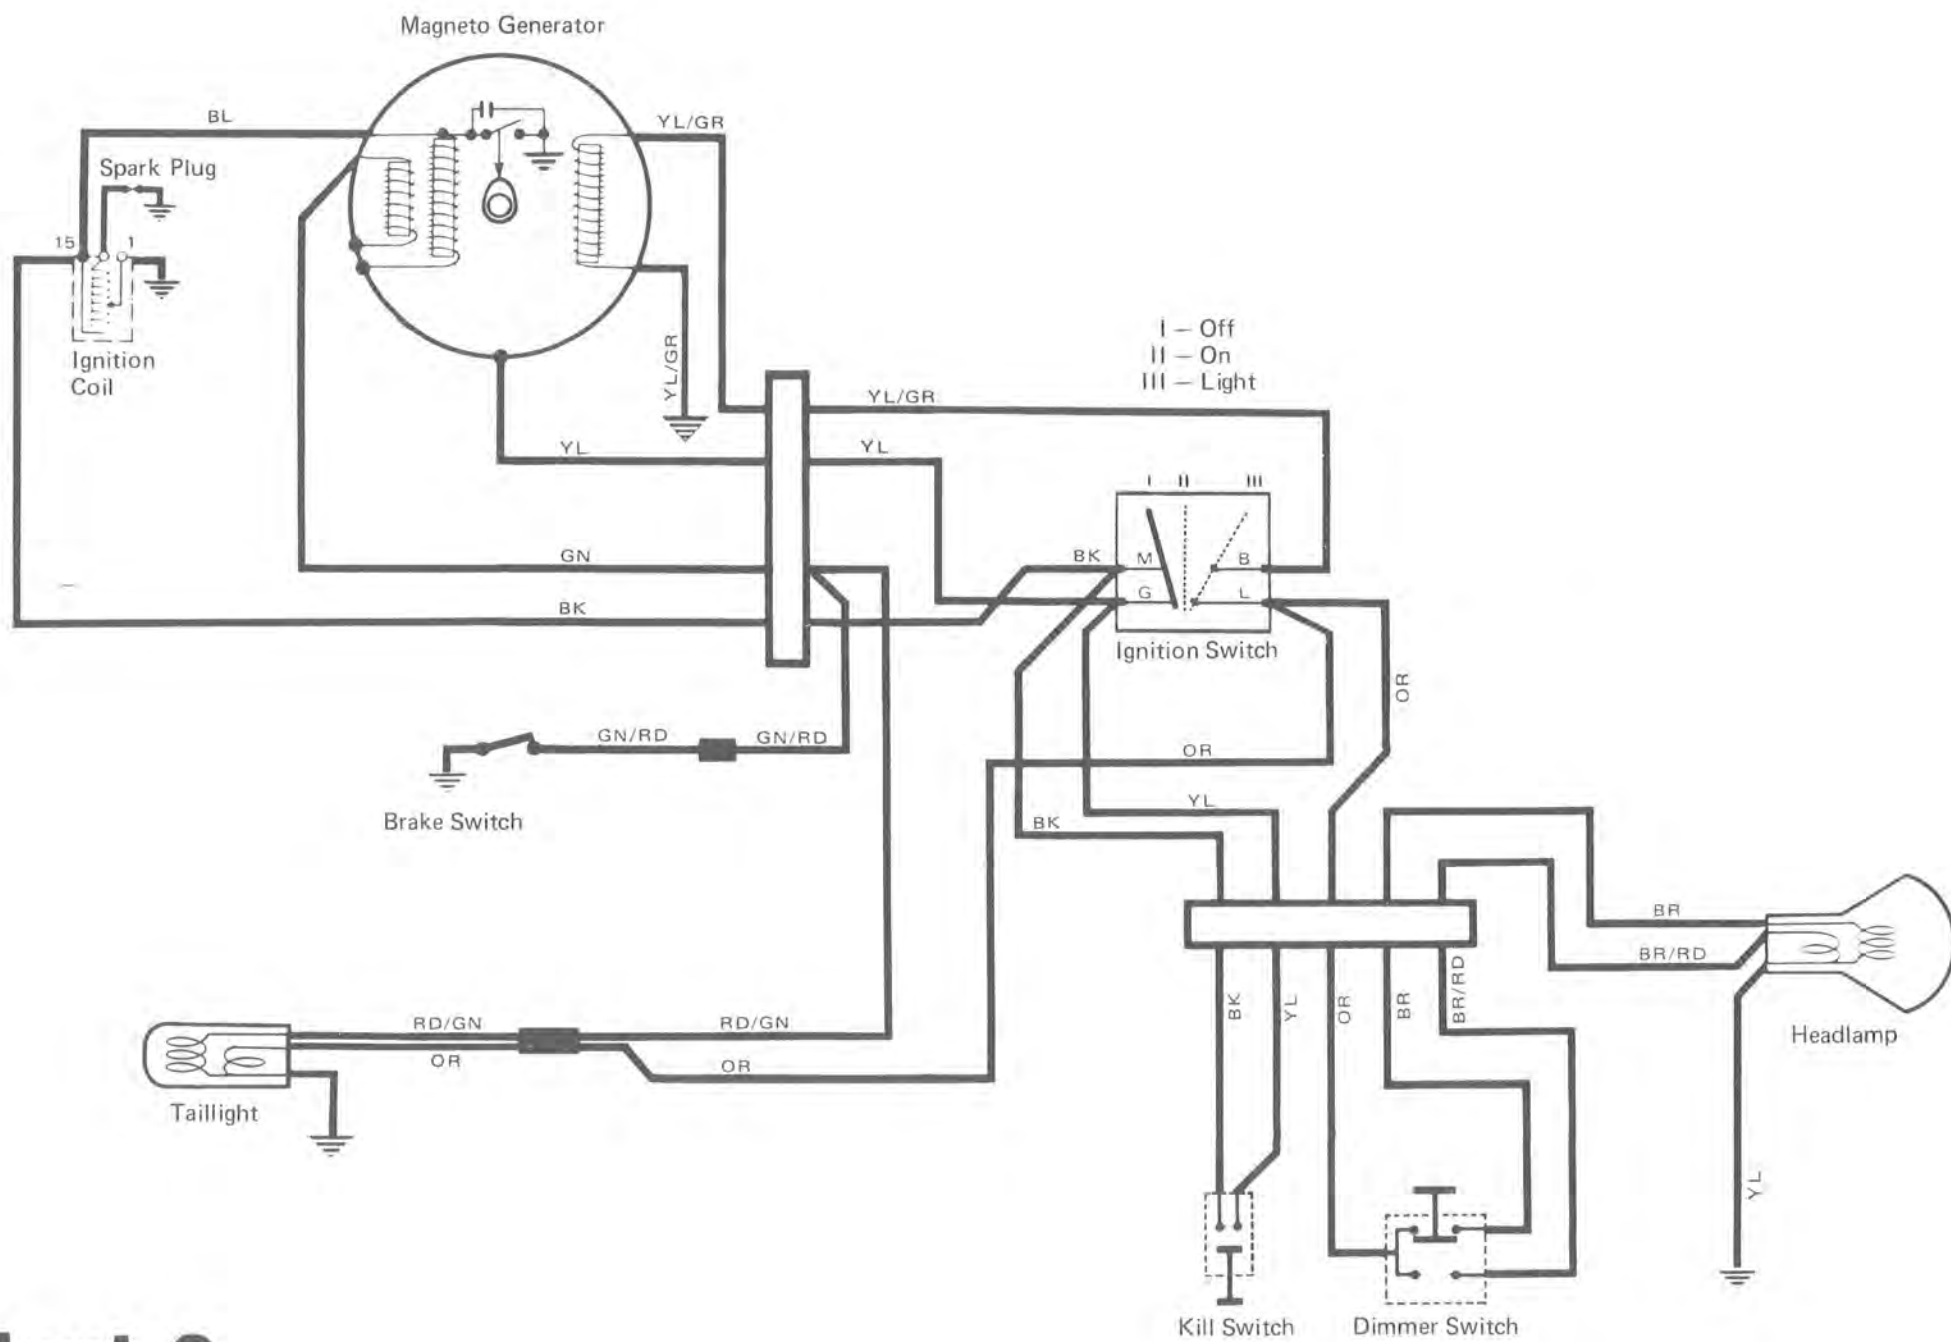 Magneto Generator
BL
YL/GR
Spark Plug
15
1
Ignition
Coil
YL/GR
I – Off
II – On
III – Light
YL/GR
YL
YL
I II III
GN
BK
M
B
BK
G
L
Ignition Switch
OR
GN/RD
GN/RD
OR
Brake Switch
YL
BK
BR
BR/RD
BK
YL
OR
BR
BR/RD
Headlamp
RD/GN
RD/GN
OR
OR
Taillight
YL
Kill Switch
Dimmer Switch